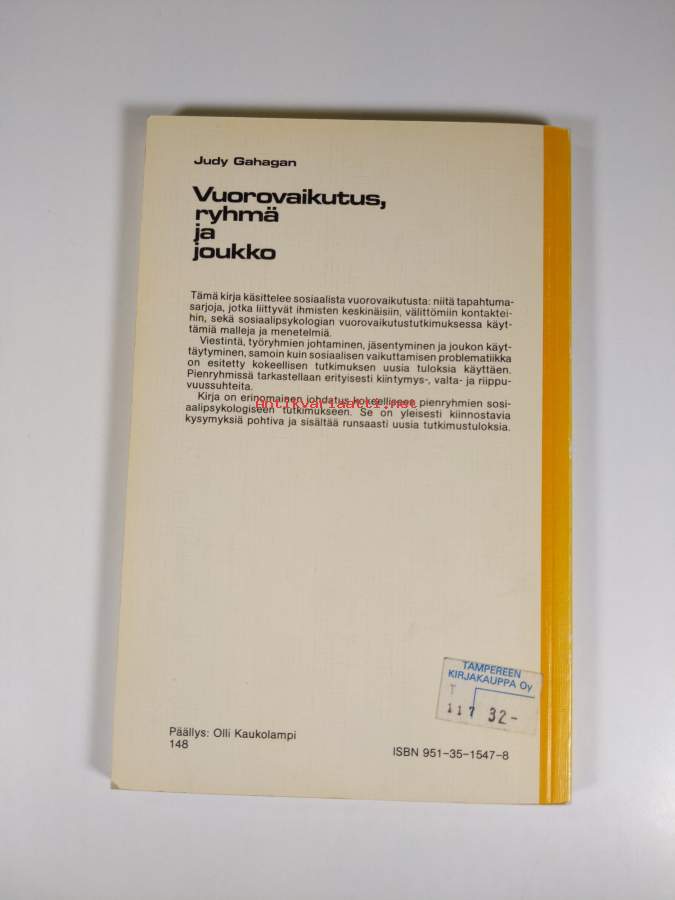 Judy Gahagan
Vuorovaikutus,
ryhmä
ja
joukko
Tämä kirja käsittelee sosiaalista vuorovaikutusta: niitä tapahtuma-
sarjoja, jotka liittyvät ihmisten keskinäisiin, välittömiin kontaktei-
hin, sekä sosiaalipsykologian vuorovaikutustutkimuksessa käyt-
tämiä malleja ja menetelmiä.
Viestintä, työryhmien johtaminen, jäsentyminen ja joukon käyt-
täytyminen, samoin kuin sosiaalisen vaikuttamisen problematiikka
on esitetty kokeellisen tutkimuksen uusia tuloksia käyttäen.
Pienryhmissä tarkastellaan erityisesti kiintymys-, valta- ja riippu-
vuussuhteita.
Kirja on erinomainen johdatus kokeelliseen pienryhmien sosi-
aalipsykologiseen tutkimukseen. Se on yleisesti kiinnostavia
kysymyksiä pohtiva ja sisältää runsaasti uusia tutkimustuloksia.
Antikvariaatti.net
TAMPEREEN
KIRJAKAUPPA Oy
T
117 32-
Päällys: Olli Kaukolampi
148
ISBN 951-35-1547-8